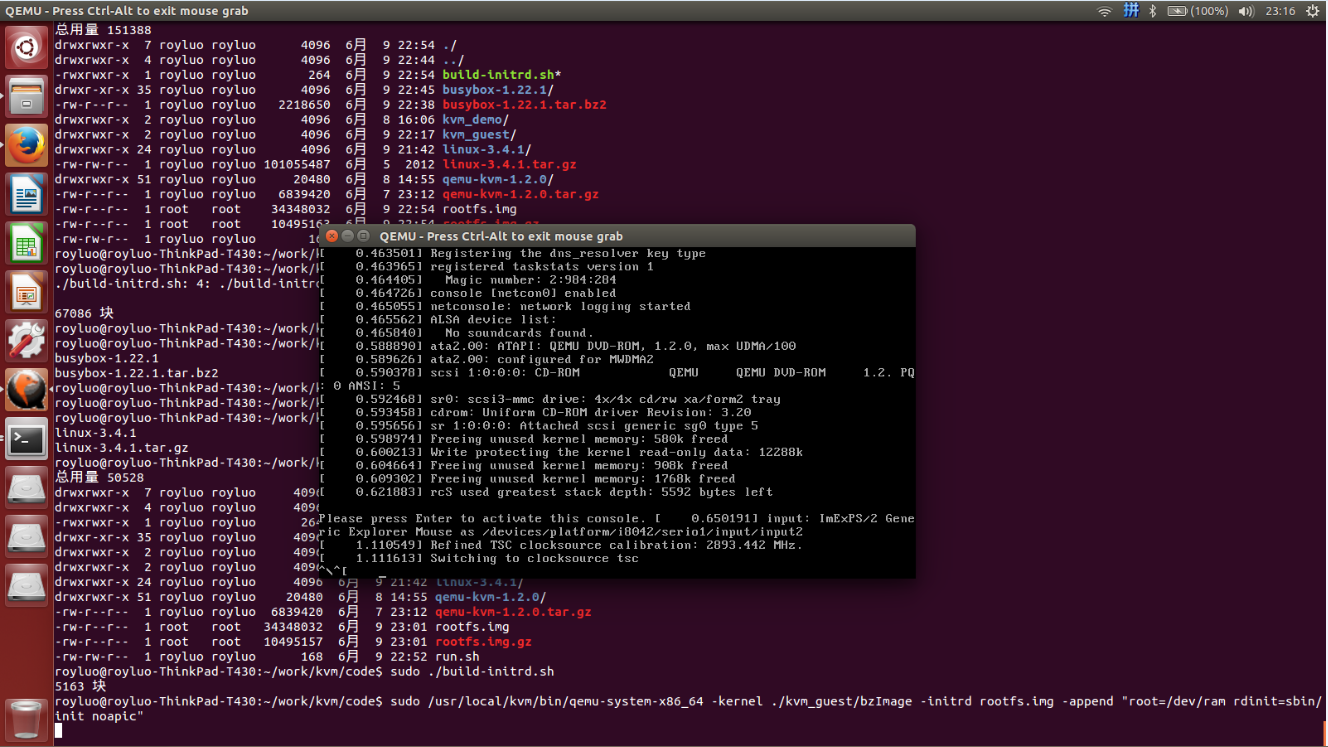 QEMU - Press Ctrl-Alt to exit mouse grab
拼 (100%) 23:16
总用量 151388
drwxrwxr-x  7 royluo royluo      4096  6月   9 22:54 ./
drwxrwxr-x  4 royluo royluo      4096  6月   9 22:44 ../
-rwxrwxr-x  1 royluo royluo       264  6月   9 22:54 build-initrd.sh*
drwxr-xr-x 35 royluo royluo      4096  6月   9 22:45 busybox-1.22.1/
-rw-r--r--  1 royluo royluo   2218650  6月   9 22:38 busybox-1.22.1.tar.bz2
drwxrwxr-x  2 royluo royluo      4096  6月   8 16:06 kvm_demo/
drwxrwxr-x  2 royluo royluo      4096  6月   9 22:17 kvm_guest/
drwxrwxr-x 24 royluo royluo      4096  6月   9 21:42 linux-3.4.1/
-rw-rw-r--  1 royluo royluo 101055487  6月   5  2012 linux-3.4.1.tar.gz
drwxrwxr-x 51 royluo royluo     20480  6月   8 14:55 qemu-kvm-1.2.0/
-rw-rw-r--  1 royluo royluo   6839420  6月   7 23:12 qemu-kvm-1.2.0.tar.gz
-rw-r--r--  1 root   root    34348032  6月   9 22:54 rootfs.img
-rw-r--r--  1 root   root    10495163
-rw-rw-r--  1 royluo royluo
royluo@royluo-ThinkPad-T430:~/work/k
royluo@royluo-ThinkPad-T430:~/work/k
./build-initrd.sh: 4: ./build-initr
67086 块
royluo@royluo-ThinkPad-T430:~/work/k
royluo@royluo-ThinkPad-T430:~/work/k
busybox-1.22.1
busybox-1.22.1.tar.bz2
royluo@royluo-ThinkPad-T430:~/work/k
royluo@royluo-ThinkPad-T430:~/work/k
royluo@royluo-ThinkPad-T430:~/work/k
linux-3.4.1
linux-3.4.1.tar.gz
royluo@royluo-ThinkPad-T430:~/work/k
总用量 50528
drwxrwxr-x  7 royluo royluo      409
drwxrwxr-x  4 royluo royluo      409
-rwxrwxr-x  1 royluo royluo       26
drwxr-xr-x 35 royluo royluo      409
drwxrwxr-x  2 royluo royluo      409
drwxrwxr-x  2 royluo royluo      409
drwxrwxr-x 24 royluo royluo      4096  6月   9 21:42 linux-3.4.1/
drwxrwxr-x 51 royluo royluo     20480  6月   8 14:55 qemu-kvm-1.2.0/
-rw-rw-r--  1 royluo royluo   6839420  6月   7 23:12 qemu-kvm-1.2.0.tar.gz
-rw-r--r--  1 root   root    34348032  6月   9 23:01 rootfs.img
-rw-r--r--  1 root   root    10495157  6月   9 23:01 rootfs.img.gz
-rw-rw-r--  1 royluo royluo       168  6月   9 22:52 run.sh
royluo@royluo-ThinkPad-T430:~/work/kvm/code$ sudo ./build-initrd.sh
5163 块
royluo@royluo-ThinkPad-T430:~/work/kvm/code$ sudo /usr/local/kvm/bin/qemu-system-x86_64 -kernel ./kvm_guest/bzImage -initrd rootfs.img -append "root=/dev/ram rdinit=sbin/
init noapic"
QEMU - Press Ctrl-Alt to exit mouse grab
[    0.463501] Registering the dns_resolver key type
[    0.463965] registered taskstats version 1
[    0.464405]   Magic number: 2:984:284
[    0.464726] console [netcon0] enabled
[    0.465055] netconsole: network logging started
[    0.465562] ALSA device list:
[    0.465840]   No soundcards found.
[    0.588890] ata2.00: ATAPI: QEMU DVD-ROM, 1.2.0, max UDMA/100
[    0.589626] ata2.00: configured for MWDMA2
[    0.590378] scsi 1:0:0:0: CD-ROM            QEMU     QEMU DVD-ROM     1.2. PQ
: 0 ANSI: 5
[    0.592468] sr0: scsi3-mmc drive: 4x/4x cd/rw xa/form2 tray
[    0.593458] cdrom: Uniform CD-ROM driver Revision: 3.20
[    0.595656] sr 1:0:0:0: Attached scsi generic sg0 type 5
[    0.598974] Freeing unused kernel memory: 580k freed
[    0.600213] Write protecting the kernel read-only data: 12288k
[    0.604664] Freeing unused kernel memory: 908k freed
[    0.609302] Freeing unused kernel memory: 1768k freed
[    0.621883] rcS used greatest stack depth: 5592 bytes left
Please press Enter to activate this console. [    0.650191] input: ImExPS/2 Gene
ric Explorer Mouse as /devices/platform/i8042/serio1/input/input2
[    1.110549] Refined TSC clocksource calibration: 2893.442 MHz.
[    1.111613] Switching to clocksource tsc
^\^[